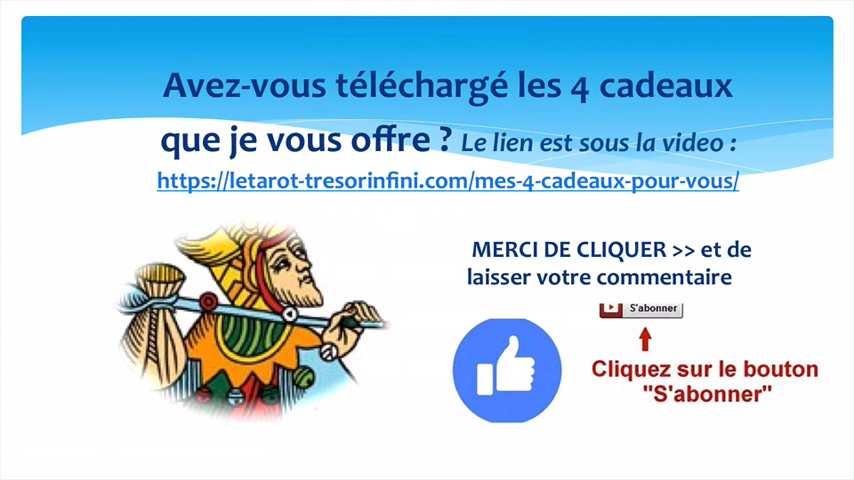 Avez-vous téléchargé les 4 cadeaux
que je vous offre ? Le lien est sous la video :
https://letarot-tresorinfini.com/mes-4-cadeaux-pour-vous/
MERCI DE CLIQUER >> et de
laisser votre commentaire
S'abonner
Cliquez sur le bouton
"S'abonner"